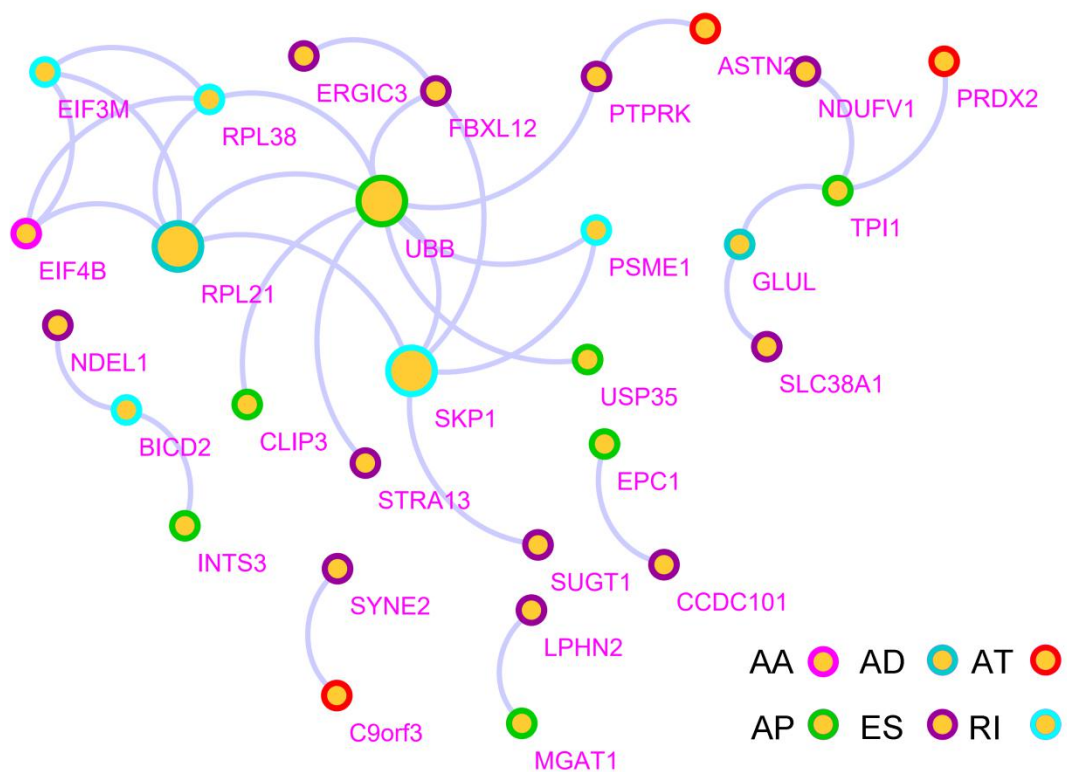 ASTN2
EIF3M
ERGIC3
NDUFV1
PRDX2
RPL38
FBXL12
PTPRK
TPI1
EIF4B
RPL21
UBB
PSME1
GLUL
NDEL1
SLC38A1
BICD2
CLIP3
SKP1
USP35
STRA13
EPC1
INTS3
SYNE2
SUGT1
CCDC101
LPHN2
C9orf3
MGAT1
AA AD AT
AP ES RI